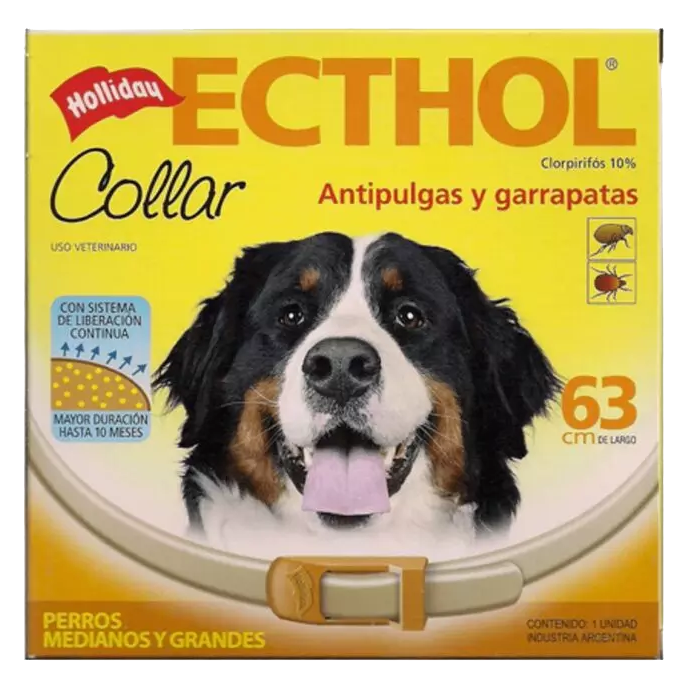 Holliday
ECTHOL®
Clorpirifós 10%
Collar
Antipulgas y garrapatas
USO VETERINARIO
CON SISTEMA
DE LIBERACIÓN
CONTINUA
MAYOR DURACIÓN
HASTA 10 MESES
63
cm DE LARGO
PERROS
MEDIANOS Y GRANDES
CONTENIDO: 1 UNIDAD
INDUSTRIA ARGENTINA